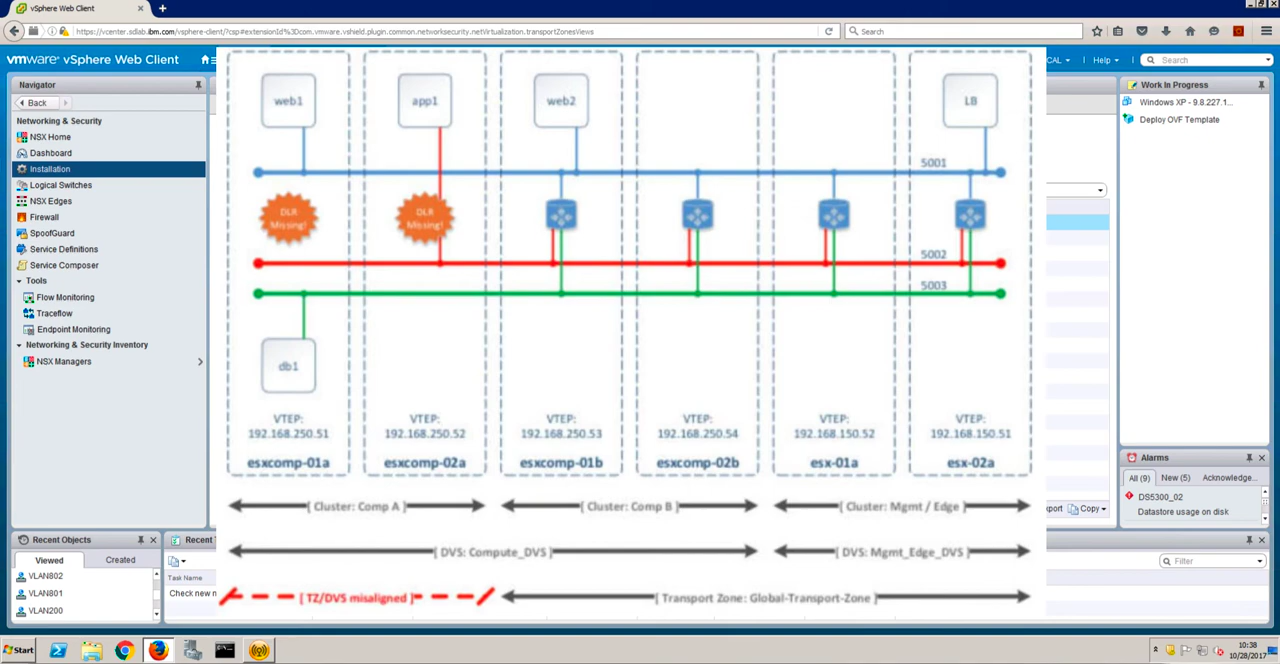 vSphere Web Client
https://vcenter.sdlab.ibm.com/vsphere-client/?csp#extensionId%3Dcom.vmware.vshield.plugin.common.networksecurity.netVirtualization.transportZonesViews
Search
vmware® vSphere Web Client
CAL
Help
Search
Navigator
Back
Networking & Security
NSX Home
Dashboard
Installation
Logical Switches
NSX Edges
Firewall
SpoofGuard
Service Definitions
Service Composer
Tools
Flow Monitoring
Traceflow
Endpoint Monitoring
Networking & Security Inventory
NSX Managers
web1
app1
web2
LB
5001
DLR
Missing!
DLR
Missing!
5002
5003
db1
VTEP:
192.168.250.51
VTEP:
192.168.250.52
VTEP:
192.168.250.53
VTEP:
192.168.250.54
VTEP:
192.168.150.52
VTEP:
192.168.150.51
esxcomp-01a
esxcomp-02a
esxcomp-01b
esxcomp-02b
esx-01a
esx-02a
[ Cluster: Comp A ]
[ Cluster: Comp B ]
[ Cluster: Mgmt / Edge ]
[ DVS: Compute_DVS ]
[ DVS: Mgmt_Edge_DVS ]
[ TZ/DVS misaligned ]
[ Transport Zone: Global-Transport-Zone ]
Work In Progress
Windows XP - 9.8.227.1...
Deploy OVF Template
port
Copy
Alarms
All (9)
New (5)
Acknowledge...
DS5300_02
Datastore usage on disk
Recent Objects
Viewed
Created
VLAN802
VLAN801
VLAN200
Recent T
Filter
Task Name
Check new n
Start
10:38
10/28/2017